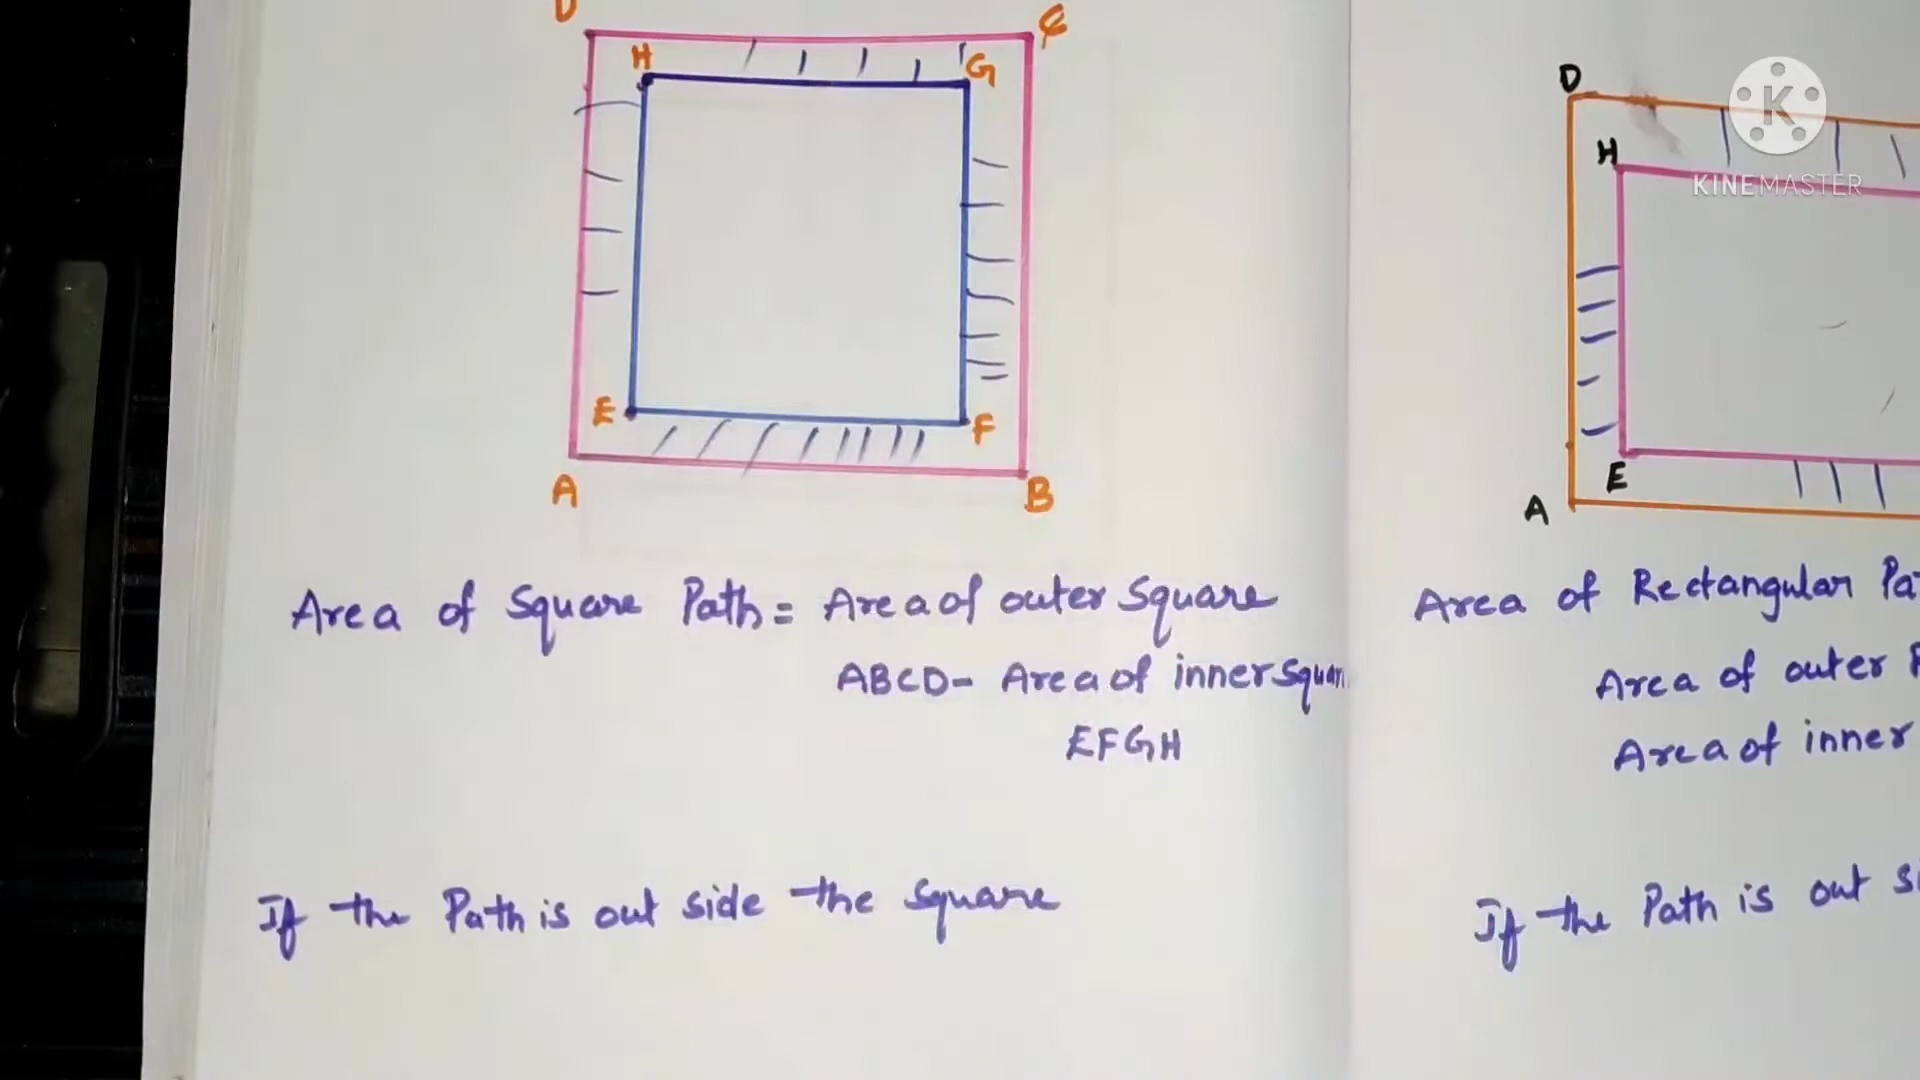 D
C
H
G
E
F
A
B
Area of Square Path = Area of outer Square
ABCD - Area of inner
EFGH
If the Path is out side the square
D
H
E
A
Area of Rectangular
Area of outer
Area of inner
If the Path is out
KINEMASTER